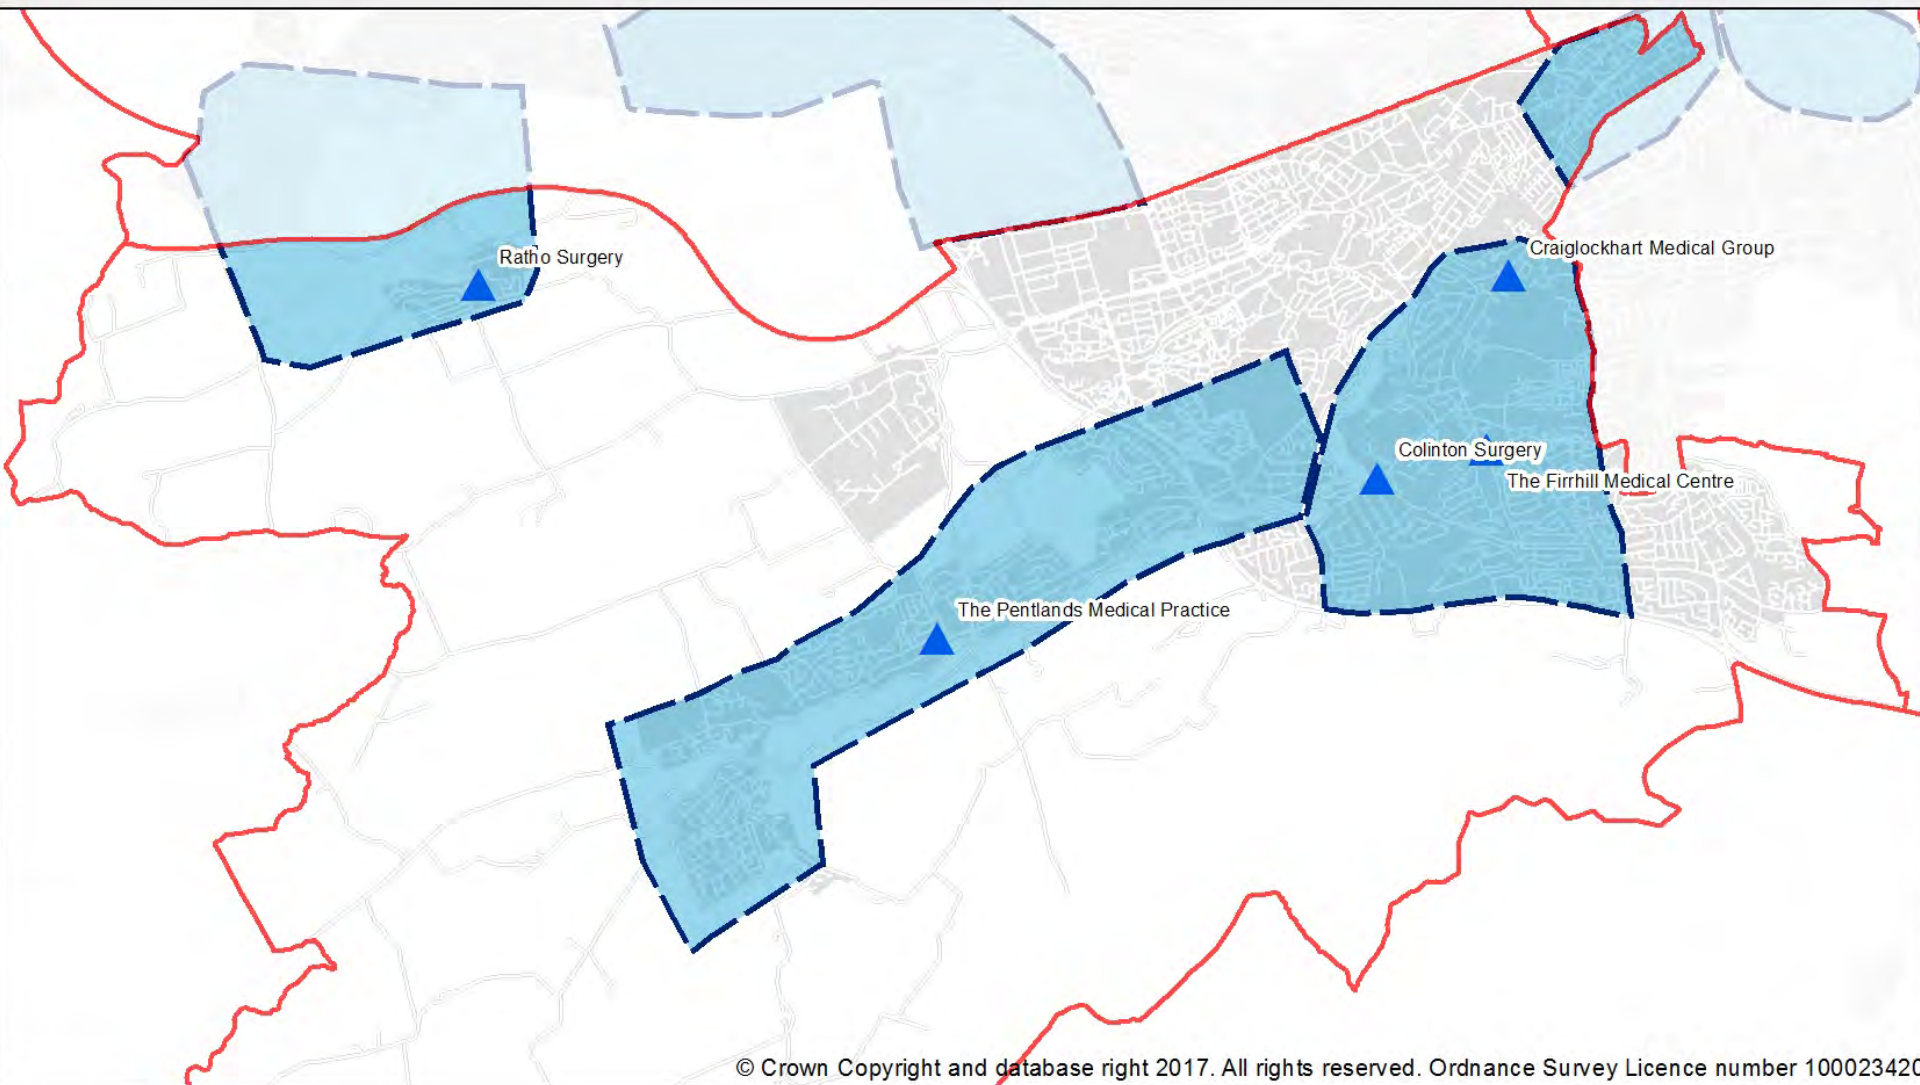 Craiglockhart Medical Group
Ratho Surgery
Colinton Surgery
The Firrhill Medical Centre
The Pentlands Medical Practice
© Crown Copyright and database right 2017. All rights reserved. Ordnance Survey Licence number 100023420